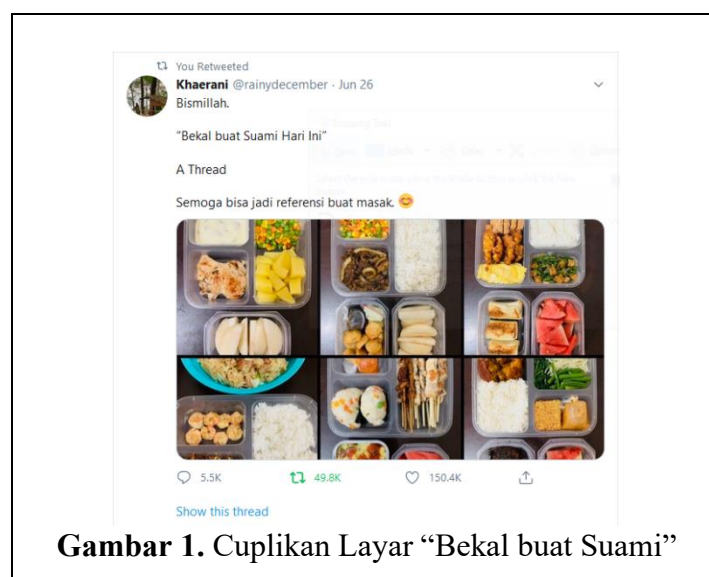 You Retweeted
Khaerani @rainydecember · Jun 26
Bismillah.
"Bekal buat Suami Hari Ini"
A Thread
Semoga bisa jadi referensi buat masak. 😊
5.5K 49.8K 150.4K
Show this thread
Gambar 1. Cuplikan Layar “Bekal buat Suami”